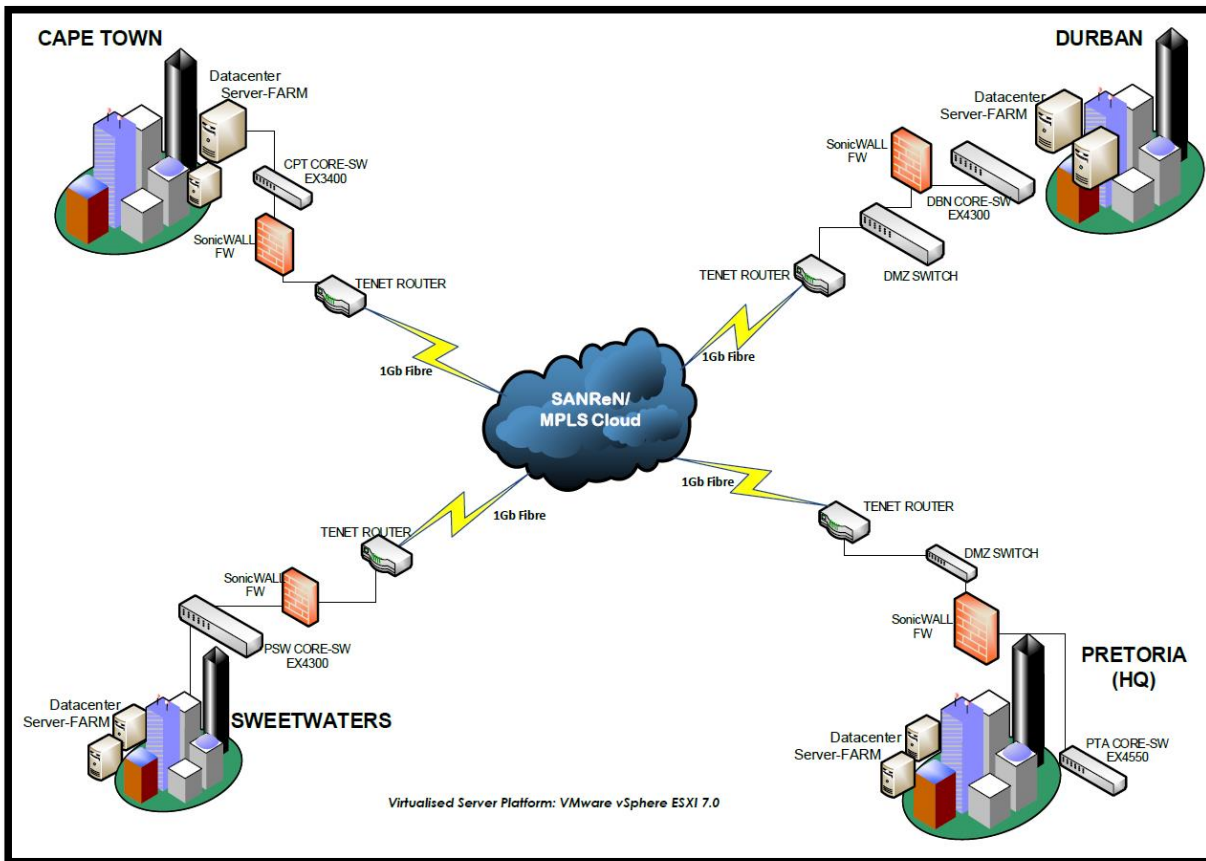 CAPE TOWN
Datacenter
Server-FARM
CPT CORE-SW
EX3400
SonicWALL
FW
TENET ROUTER
1Gb Fibre
DURBAN
Datacenter
Server-FARM
SonicWALL
FW
DBN CORE-SW
EX4300
DMZ SWITCH
TENET ROUTER
1Gb Fibre
SANReN/
MPLS Cloud
1Gb Fibre
TENET ROUTER
SonicWALL
FW
PSW CORE-SW
EX4300
Datacenter
Server-FARM
SWEETWATERS
1Gb Fibre
TENET ROUTER
DMZ SWITCH
SonicWALL
FW
PRETORIA
(HQ)
Datacenter
Server-FARM
PTA CORE-SW
EX4550
Virtualised Server Platform: VMware vSphere ESXI 7.0